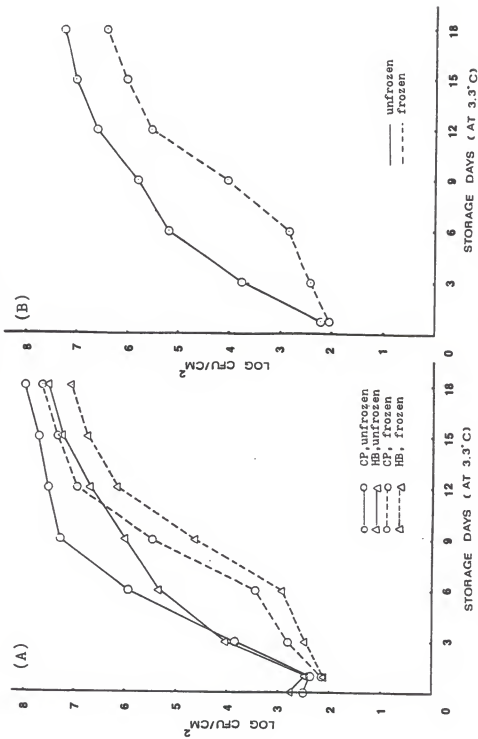 (A)
LOG CFU/CM²
8
7
6
5
4
3
2
1
0
3
6
9
12
15
18
STORAGE DAYS ( AT 3.3°C)
CP,unfrozen
HB,unfrozen
CP, frozen
HB, frozen
(B)
LOG CFU/CM²
8
7
6
5
4
3
2
1
0
3
6
9
12
15
18
STORAGE DAYS ( AT 3.3°C)
unfrozen
frozen